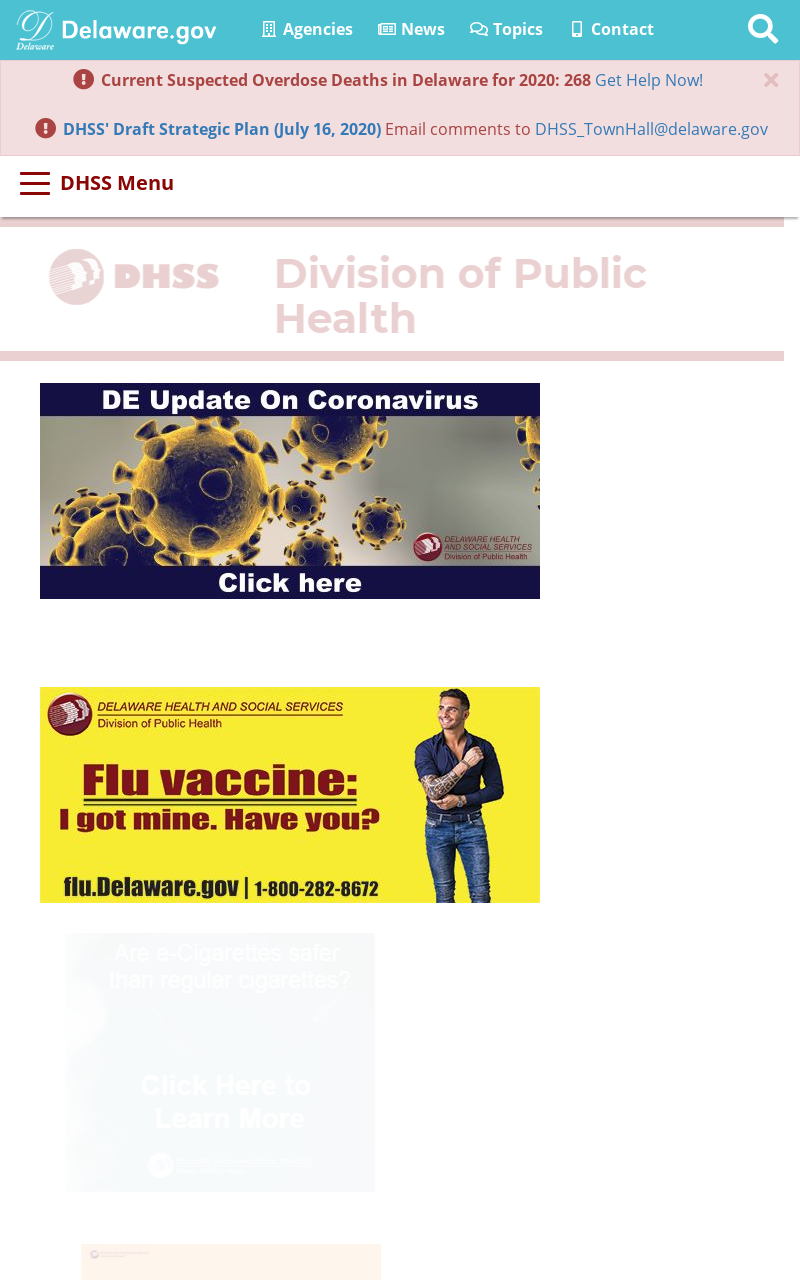 Delaware
Delaware.gov
Agencies
News
Topics
Contact
Current Suspected Overdose Deaths in Delaware for 2020: 268 Get Help Now!
DHSS' Draft Strategic Plan (July 16, 2020) Email comments to DHSS_TownHall@delaware.gov
DHSS Menu
DHSS
Division of Public
Health
DE Update On Coronavirus
DELAWARE HEALTH
AND SOCIAL SERVICES
Division of Public Health
Click here
DELAWARE HEALTH AND SOCIAL SERVICES
Division of Public Health
Flu vaccine:
I got mine. Have you?
flu.Delaware.gov | 1-800-282-8672
Are e-Cigarettes safer
than regular cigarettes?
Click Here to
Learn More